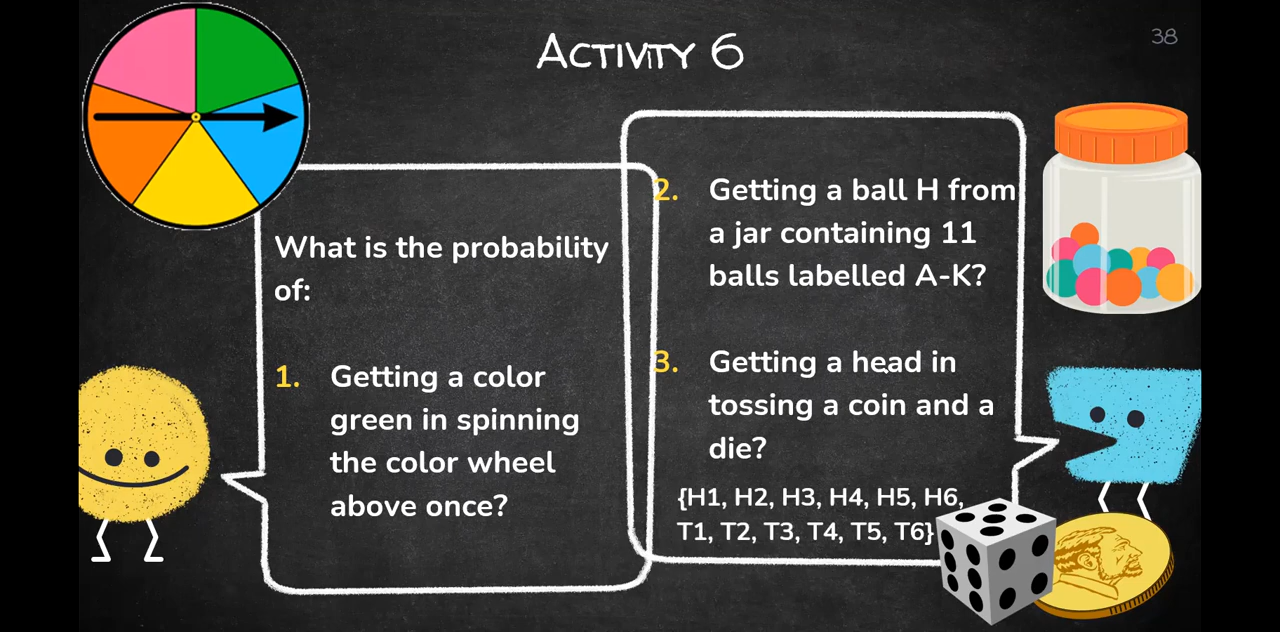 Activity 6
38
What is the probability
of:
1. Getting a color
green in spinning
the color wheel
above once?
2. Getting a ball H from
a jar containing 11
balls labelled A-K?
3. Getting a head in
tossing a coin and a
die?
{H1, H2, H3, H4, H5, H6,
T1, T2, T3, T4, T5, T6}